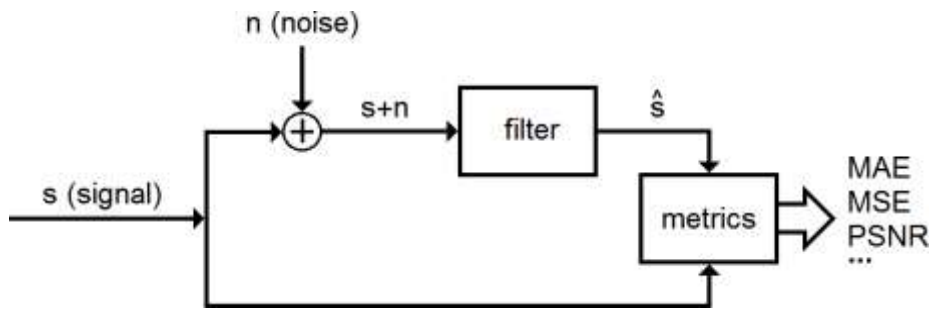 n (noise)
s+n
filter
ŝ
s (signal)
metrics
MAE
MSE
PSNR
...